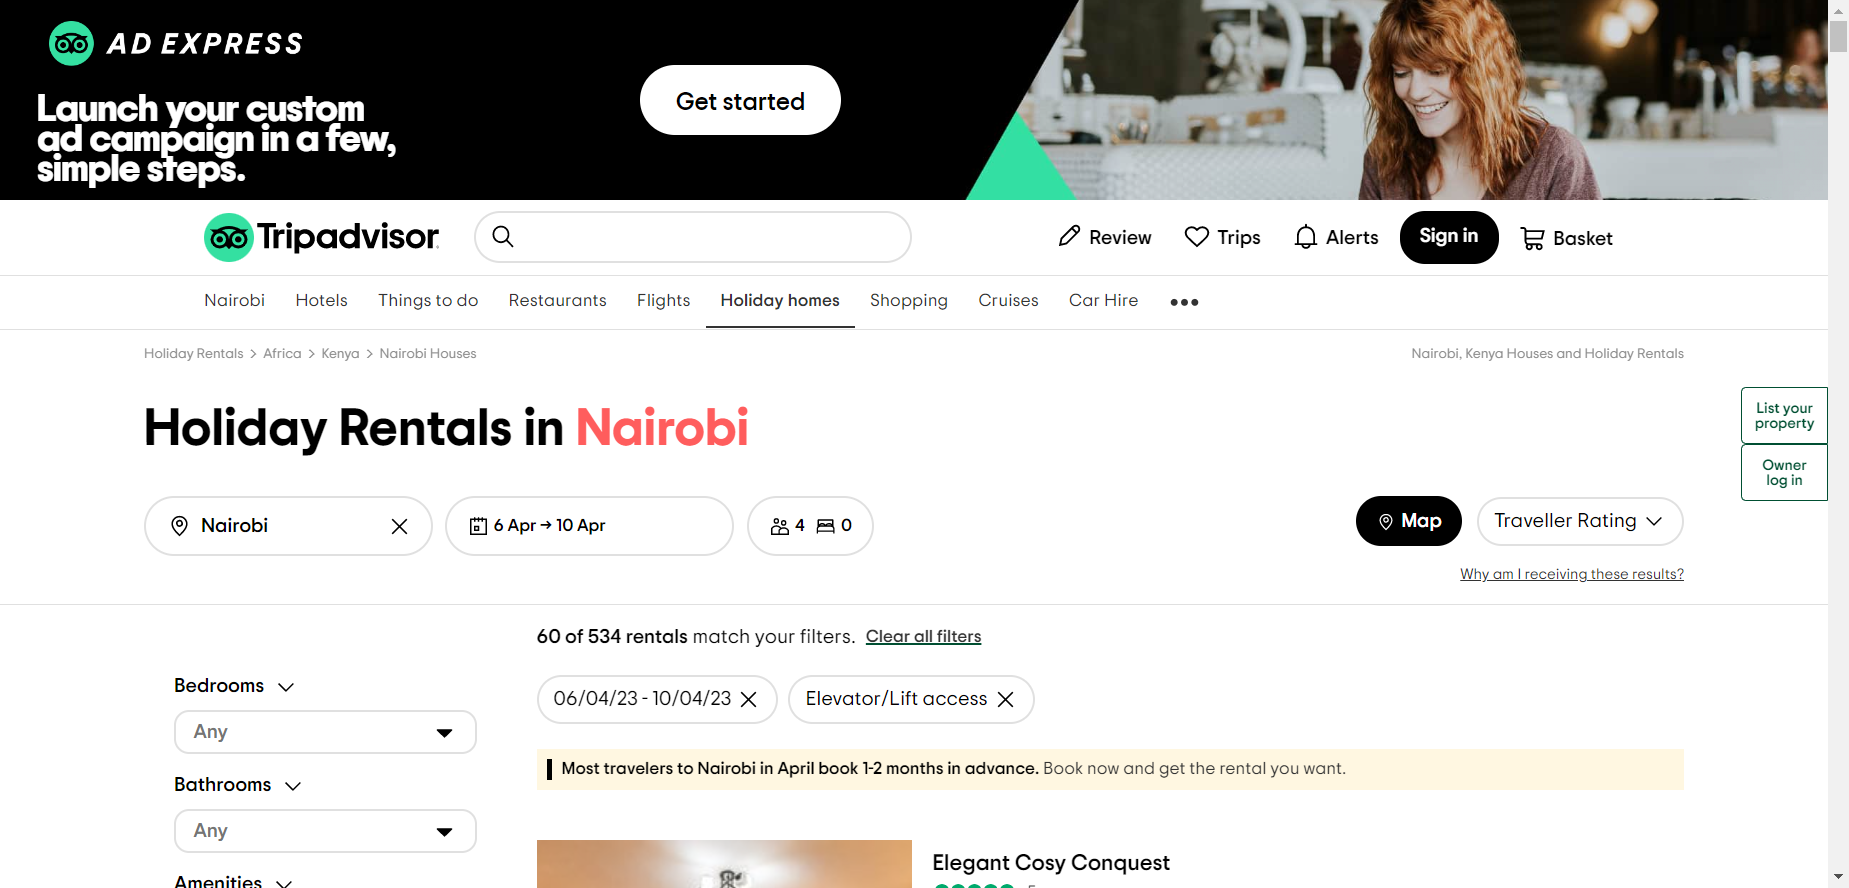 AD EXPRESS
Launch your custom
ad campaign in a few,
simple steps.
Get started
Tripadvisor
Review
Trips
Alerts
Sign in
Basket
Nairobi
Hotels
Things to do
Restaurants
Flights
Holiday homes
Shopping
Cruises
Car Hire
Holiday Rentals > Africa > Kenya > Nairobi Houses
Nairobi, Kenya Houses and Holiday Rentals
List your
property
Owner
log in
Holiday Rentals in Nairobi
Nairobi
6 Apr → 10 Apr
4
0
Map
Traveller Rating
Why am I receiving these results?
60 of 534 rentals match your filters. Clear all filters
06/04/23 - 10/04/23
Elevator/Lift access
Bedrooms
Any
Bathrooms
Any
Amenities
Most travelers to Nairobi in April book 1-2 months in advance. Book now and get the rental you want.
Elegant Cosy Conquest